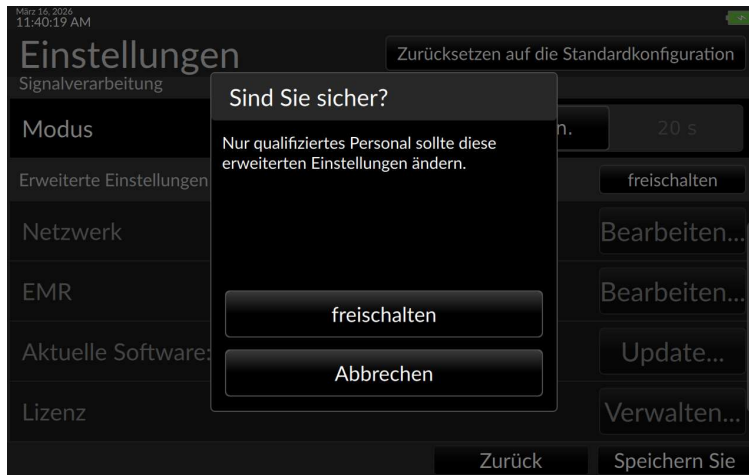 März 16, 2026
11:40:19 AM
Einstellungen
Zurücksetzen auf die Standardkonfiguration
Signalverarbeitung
Sind Sie sicher?
Modus
n.
20 s
Nur qualifiziertes Personal sollte diese
erweiterten Einstellungen ändern.
Erweiterte Einstellungen
freischalten
Netzwerk
Bearbeiten...
EMR
Bearbeiten...
freischalten
Aktuelle Software:
Update...
Abbrechen
Lizenz
Verwalten...
Zurück
Speichern Sie